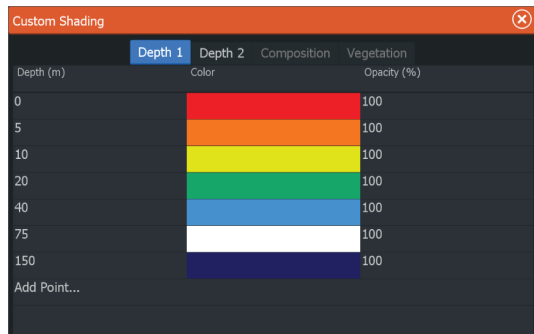 Custom Shading
Depth 1 Depth 2 Composition Vegetation
Depth (m) Color Opacity (%)
0 100
5 100
10 100
20 100
40 100
75 100
150 100
Add Point...